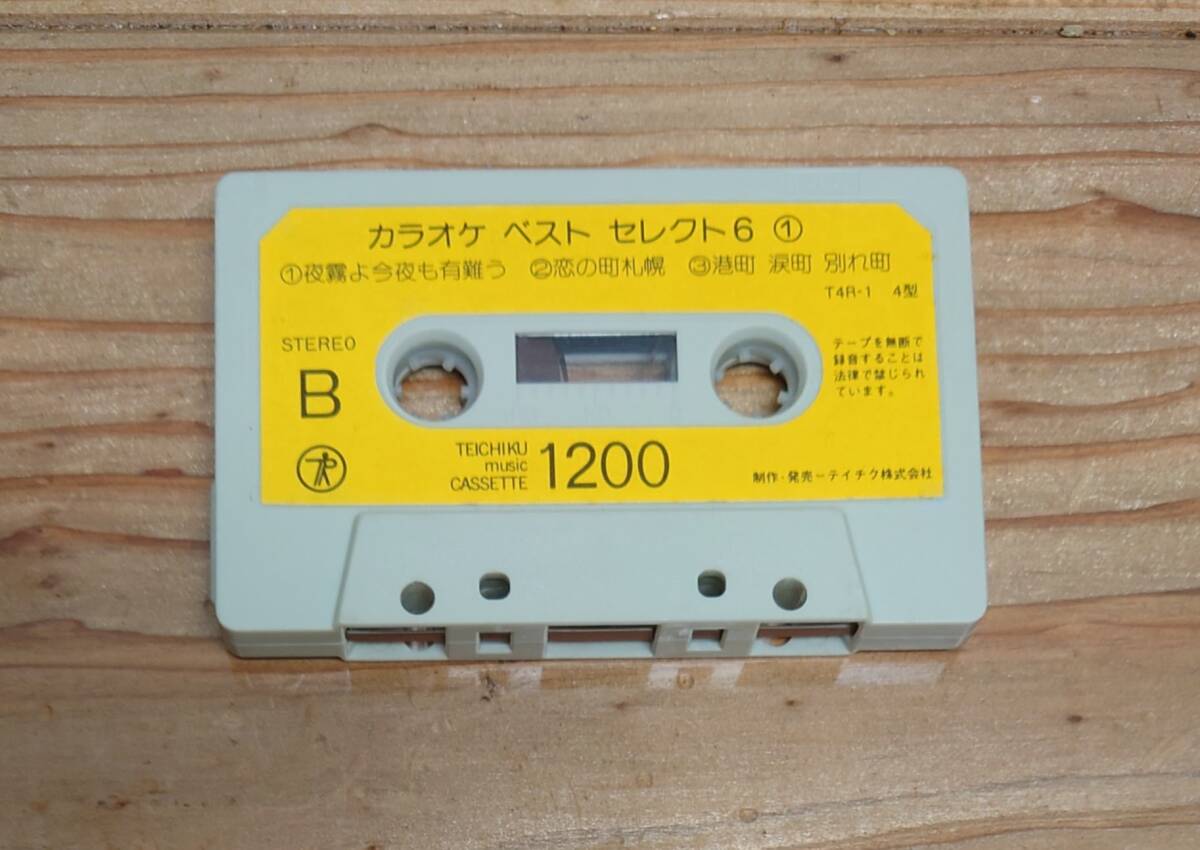 カラオケ ベスト セレクト6 ①
①夜霧よ今夜も有難う ②恋の町札幌 ③港町 涙町 別れ町
T4R-1 4型
STEREO
B
テープを無断で
録音することは
法律で禁じられ
ています。
TEICHIKU
music
CASSETTE
1200
制作・発売ーテイチク株式会社